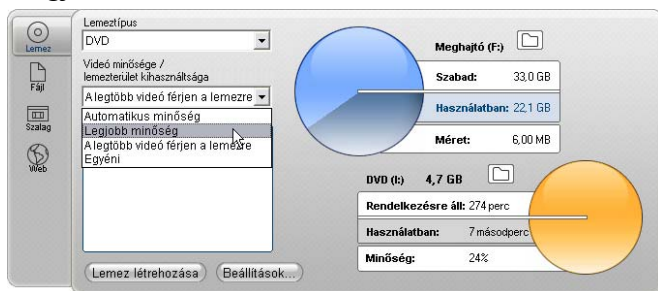 Lemez
Fájl
Szalag
Web
Lemeztípus
DVD
Videó minősége /
lemezterület kihasználtsága
A legtöbb videó férjen a lemezre
Automatikus minőség
Legjobb minőség
A legtöbb videó férjen a lemezre
Egyéni
Lemez létrehozása
Beállítások...
Meghajtó (F:)
Szabad: 33,0 GB
Használatban: 22,1 GB
Méret: 6,00 MB
DVD (I:) 4,7 GB
Rendelkezésre áll: 274 perc
Használatban: 7 másodperc
Minőség: 24%